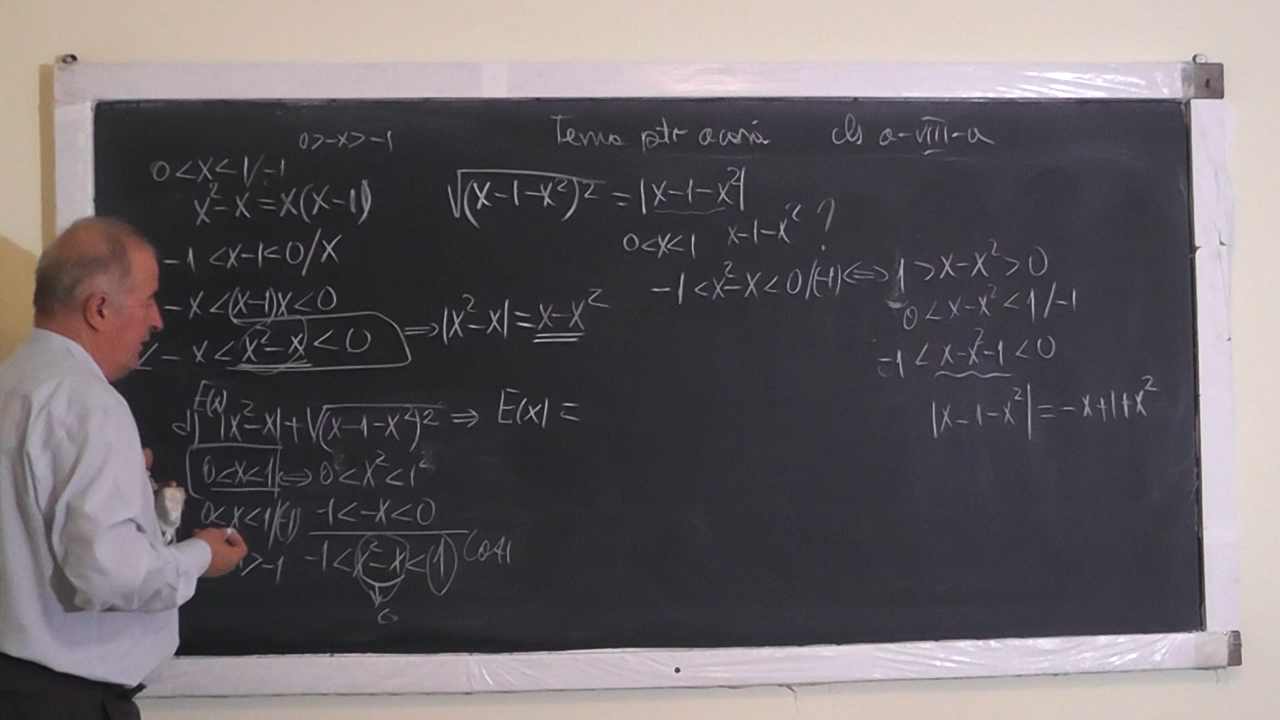 Tema ptr acasă cls a-VIII-a
0>-x>-1
0<x<1/-1
x²-x=x(x-1)
-1<x-1<0/x
-x<(x-1)x<0
-x<x²-x<0 ⇒|x²-x|=x-x²
√(x-1-x²)² = |x-1-x²|
0<x<1 x-1-x²?
-1<x²-x<0/(-1)⇔1>x-x²>0
0<x-x²<1/-1
-1<x-x²-1<0
|x-1-x²|=-x+1+x²
E(x)
d) |x²-x|+√(x-1-x²)² ⇒ E(x)=
0<x<1⇔0<x²<1²
0<x<1/(-1) -1<-x<0
>-1 -1<x²-x<1
0